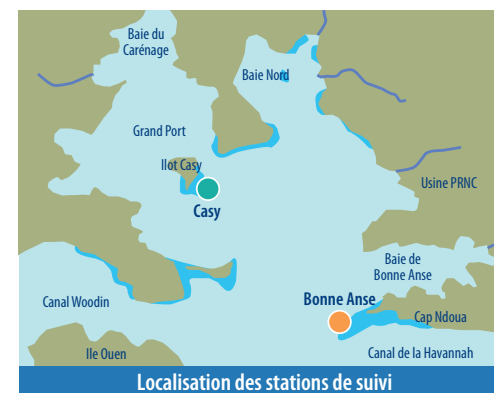 Baie du
Carénage
Baie Nord
Grand Port
Ilot Casy
Casy
Usine PRNC
Baie de
Bonne Anse
Bonne Anse
Canal Woodin
Cap Ndoua
Ile Ouen
Canal de la Havannah
Localisation des stations de suivi